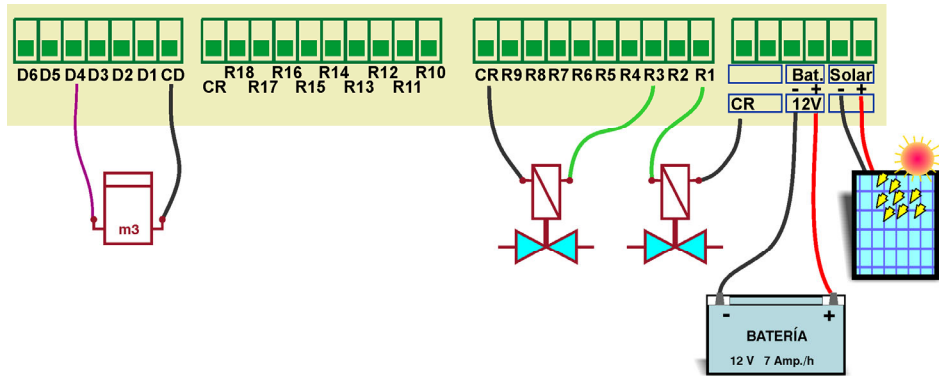 D6 D5 D4 D3 D2 D1 CD
R18 R16 R14 R12 R10
CR R17 R15 R13 R11
CR R9 R8 R7 R6 R5 R4 R3 R2 R1
Bat. Solar
- + - +
CR 12V
m3
- +
BATERÍA
12 V 7 Amp./h